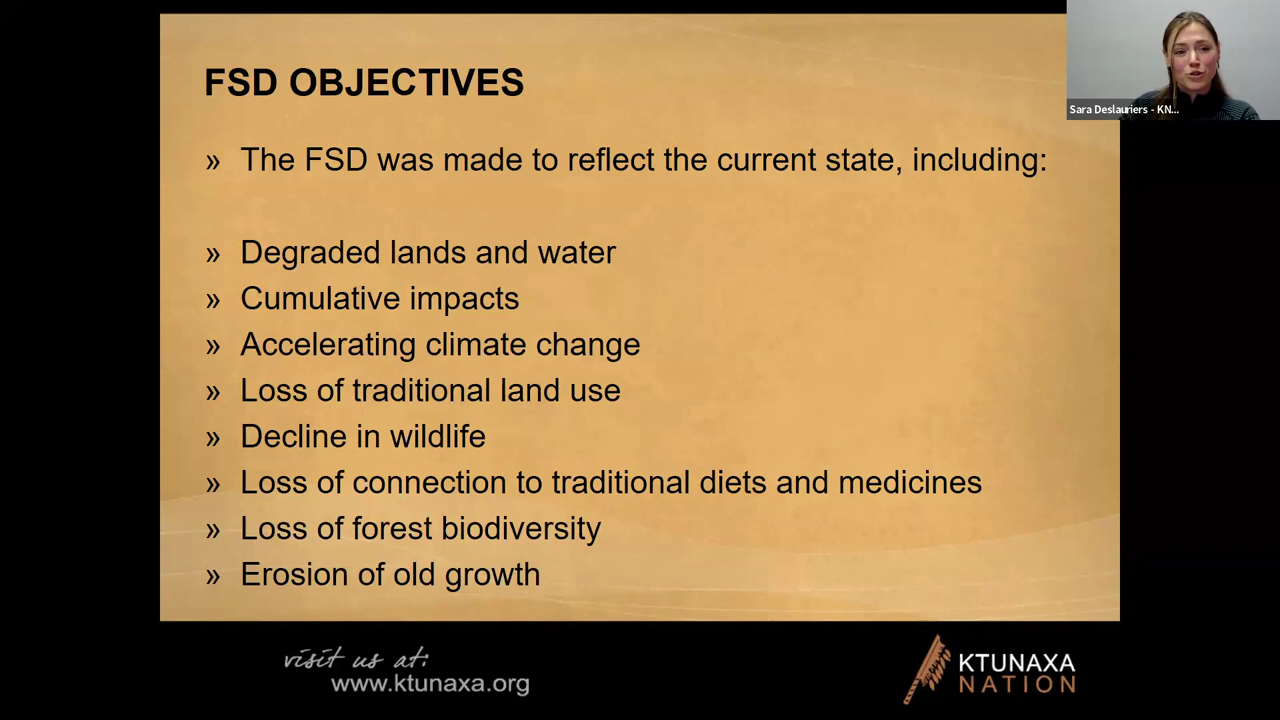 FSD OBJECTIVES
» The FSD was made to reflect the current state, including:
» Degraded lands and water
» Cumulative impacts
» Accelerating climate change
» Loss of traditional land use
» Decline in wildlife
» Loss of connection to traditional diets and medicines
» Loss of forest biodiversity
» Erosion of old growth
Sara Deslauriers - KN...
visit us at:
www.ktunaxa.org
KTUNAXA
NATION